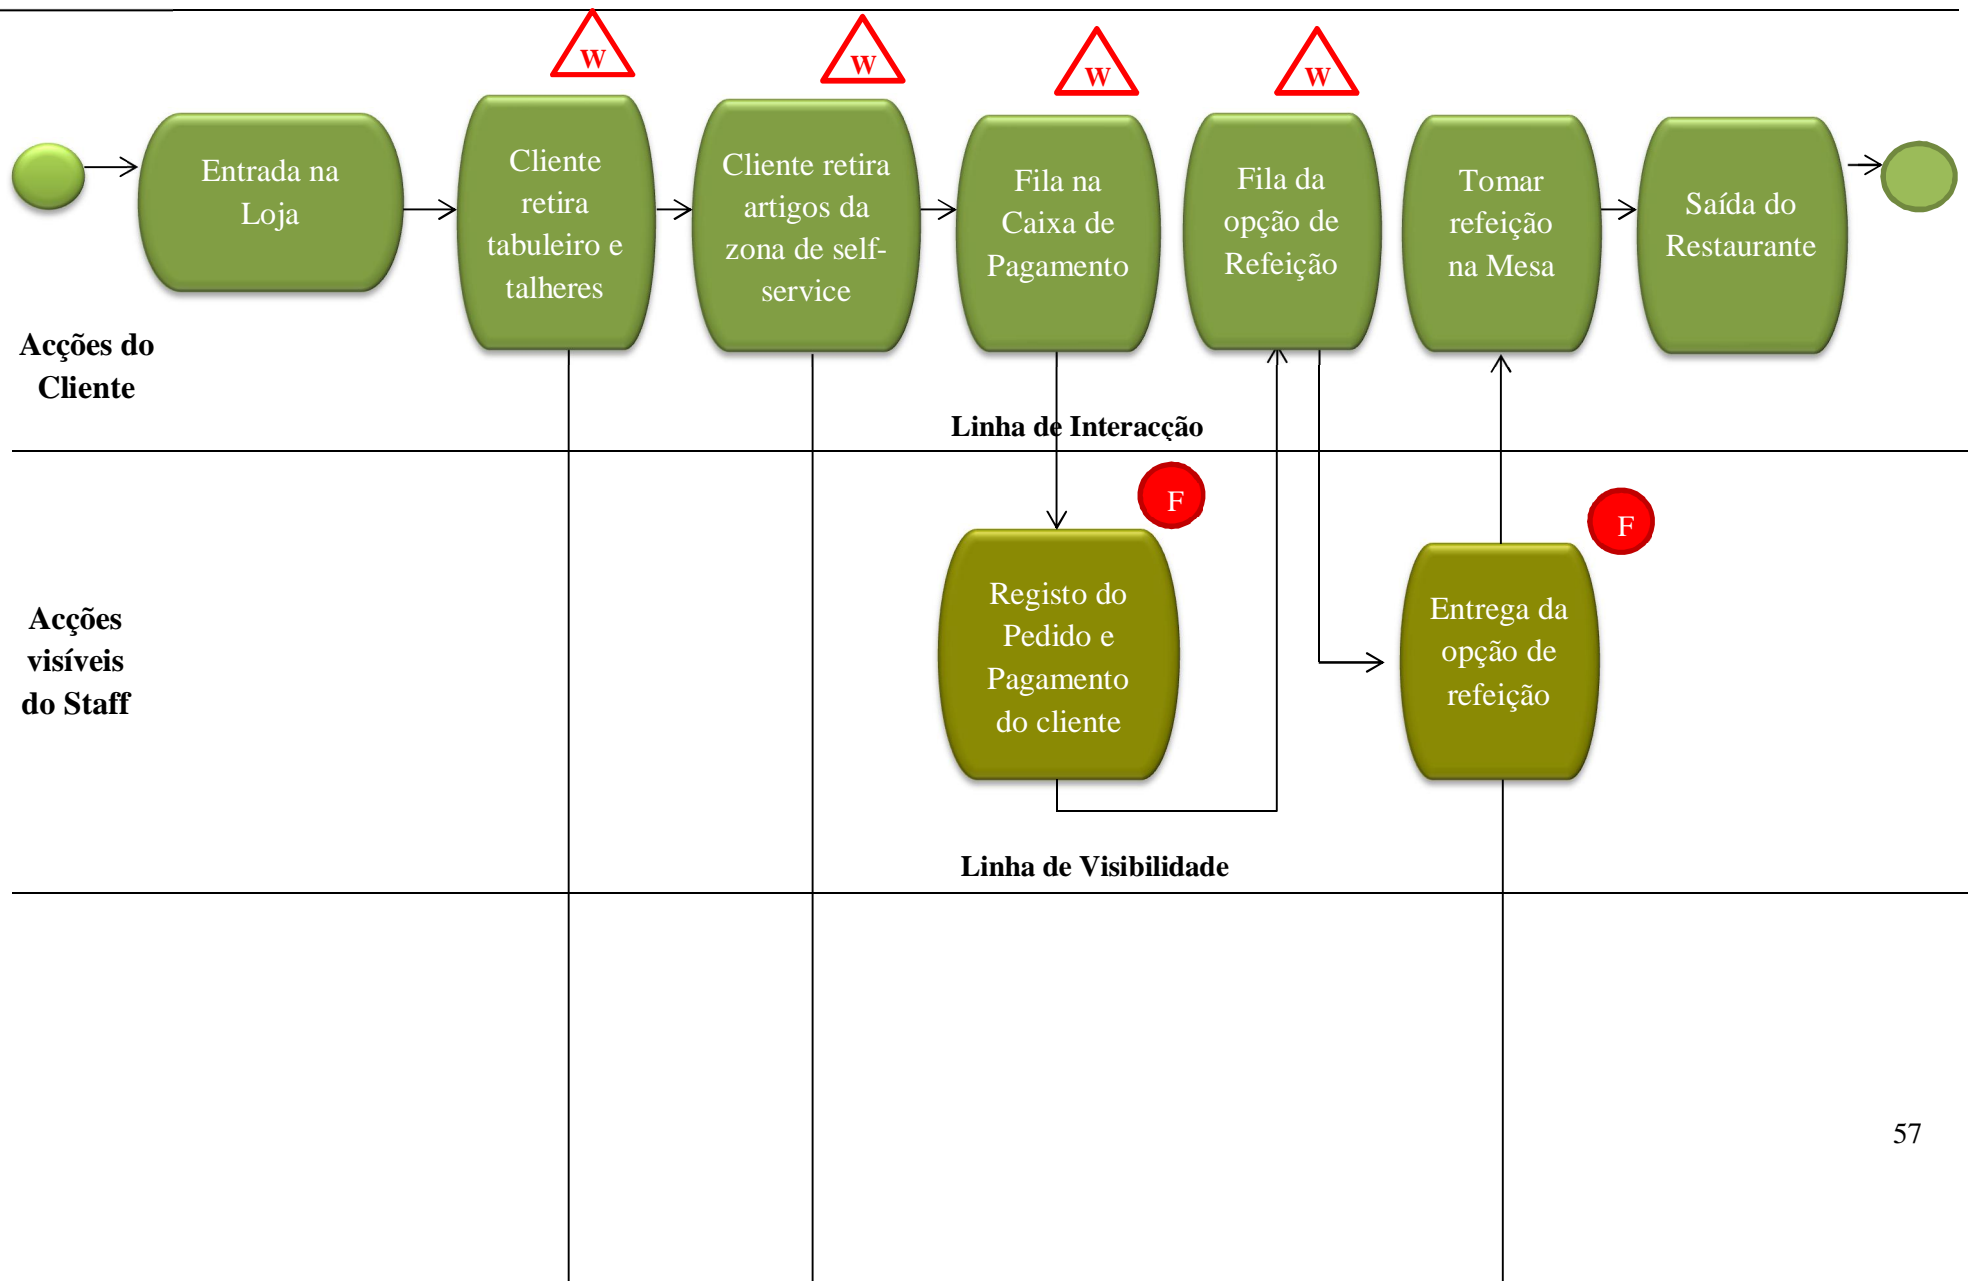 W
W
W
W
Entrada na
Loja
Cliente
retira
tabuleiro e
talheres
Cliente retira
artigos da
zona de self-
service
Fila na
Caixa de
Pagamento
Fila da
opção de
Refeição
Tomar
refeição
na Mesa
Saída do
Restaurante
Acções do
Cliente
Linha de Interacção
F
F
Acções
visíveis
do Staff
Registo do
Pedido e
Pagamento
do cliente
Entrega da
opção de
refeição
Linha de Visibilidade
57